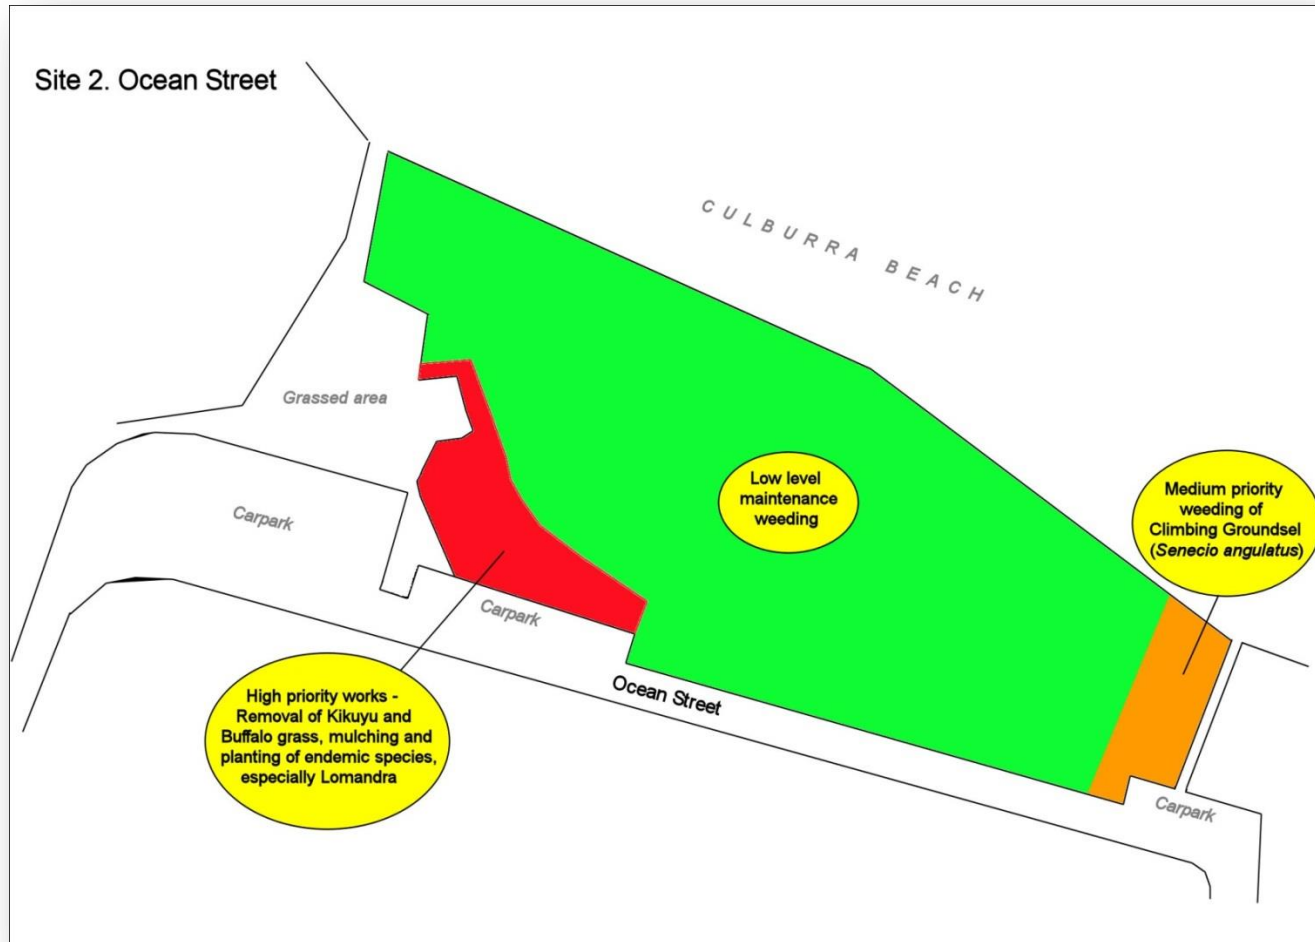 Site 2. Ocean Street
CULBURRA BEACH
Grassed area
Carpark
Low level
maintenance
weeding
Medium priority
weeding of
Climbing Groundsel
(Senecio angulatus)
Carpark
High priority works -
Removal of Kikuyu and
Buffalo grass, mulching and
planting of endemic species,
especially Lomandra
Ocean Street
Carpark